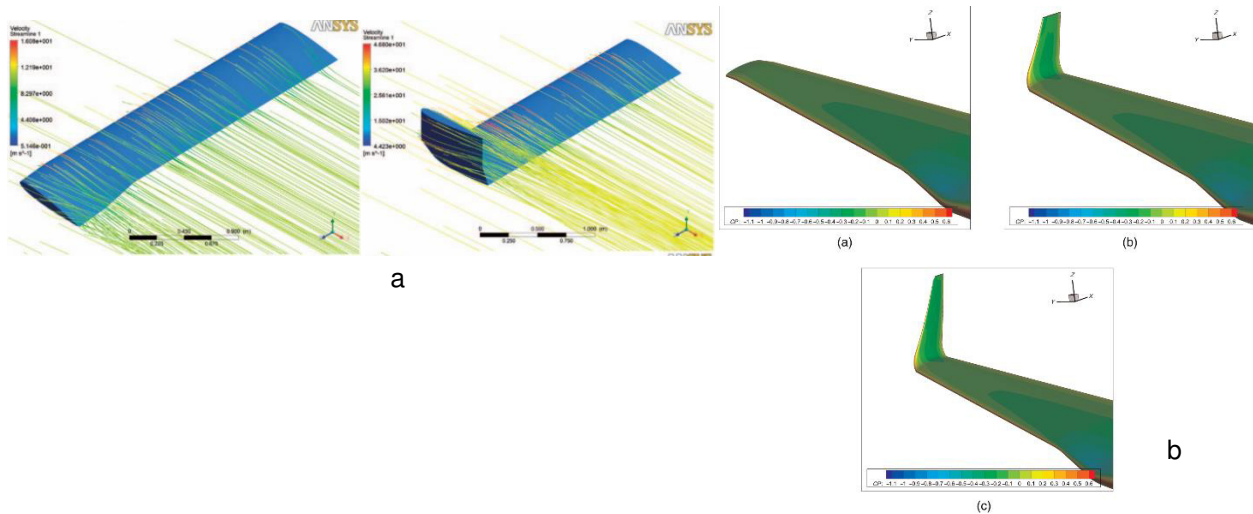 Velocity
Streamline 1
1.608e+001
1.219e+001
8.297e+000
4.406e+000
5.146e-001
[m s^-1]
ANSYS
0
0.450
0.900 (m)
0.225
0.675
Velocity
Streamline 1
4.680e+001
3.620e+001
2.561e+001
1.502e+001
4.423e+000
[m s^-1]
ANSYS
0
0.500
1.000 (m)
0.250
0.750
a
Z
Y
X
CP: -1.1 -1 -0.9-0.8-0.7-0.6-0.5-0.4-0.3-0.2-0.1 0 0.1 0.2 0.3 0.4 0.5 0.6
(a)
Z
Y
X
CP: -1.1 -1 -0.9-0.8-0.7-0.6-0.5-0.4-0.3-0.2-0.1 0 0.1 0.2 0.3 0.4 0.5 0.6
(b)
Z
Y
X
CP: -1.1 -1 -0.9-0.8-0.7-0.6-0.5-0.4-0.3-0.2-0.1 0 0.1 0.2 0.3 0.4 0.5 0.6
(c)
b